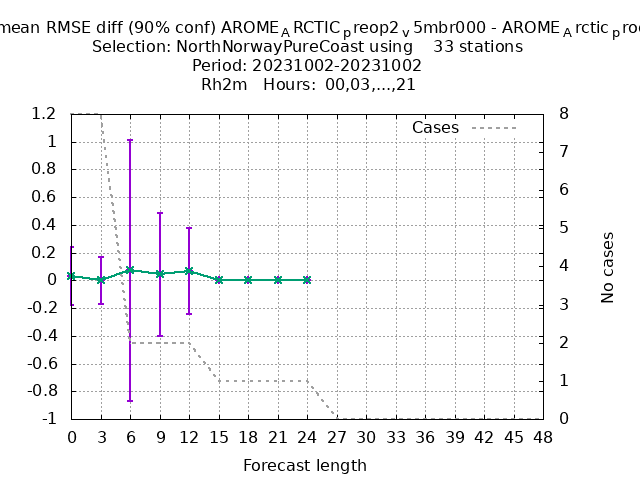 mean RMSE diff (90% conf) AROME_ARCTIC_preop2_v5mbr000 - AROME_Arctic_p
Selection: NorthNorwayPureCoast using 33 stations
Period: 20231002-20231002
Rh2m Hours: 00,03,...,21
Cases
1.2
1
0.8
0.6
0.4
0.2
0
-0.2
-0.4
-0.6
-0.8
-1
8
7
6
5
4
3
2
1
0
No cases
0 3 6 9 12 15 18 21 24 27 30 33 36 39 42 45 48
Forecast length